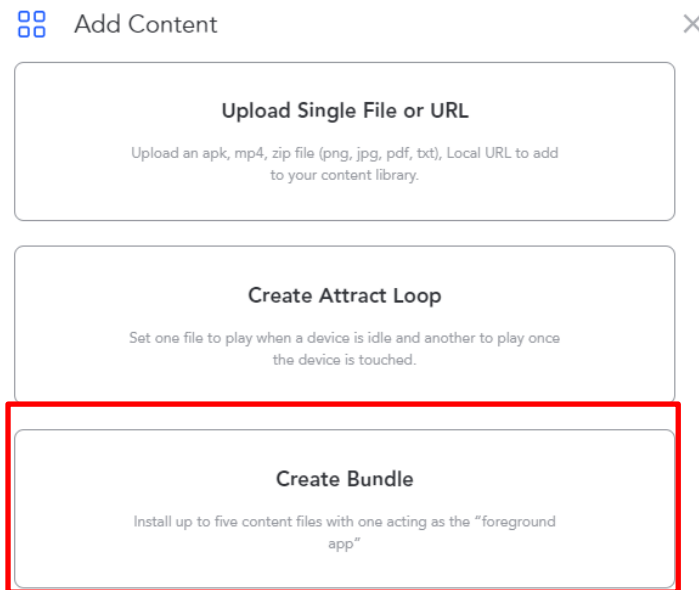 Add Content
Upload Single File or URL
Upload an apk, mp4, zip file (png, jpg, pdf, txt), Local URL to add
to your content library.
Create Attract Loop
Set one file to play when a device is idle and another to play once
the device is touched.
Create Bundle
Install up to five content files with one acting as the “foreground
app”